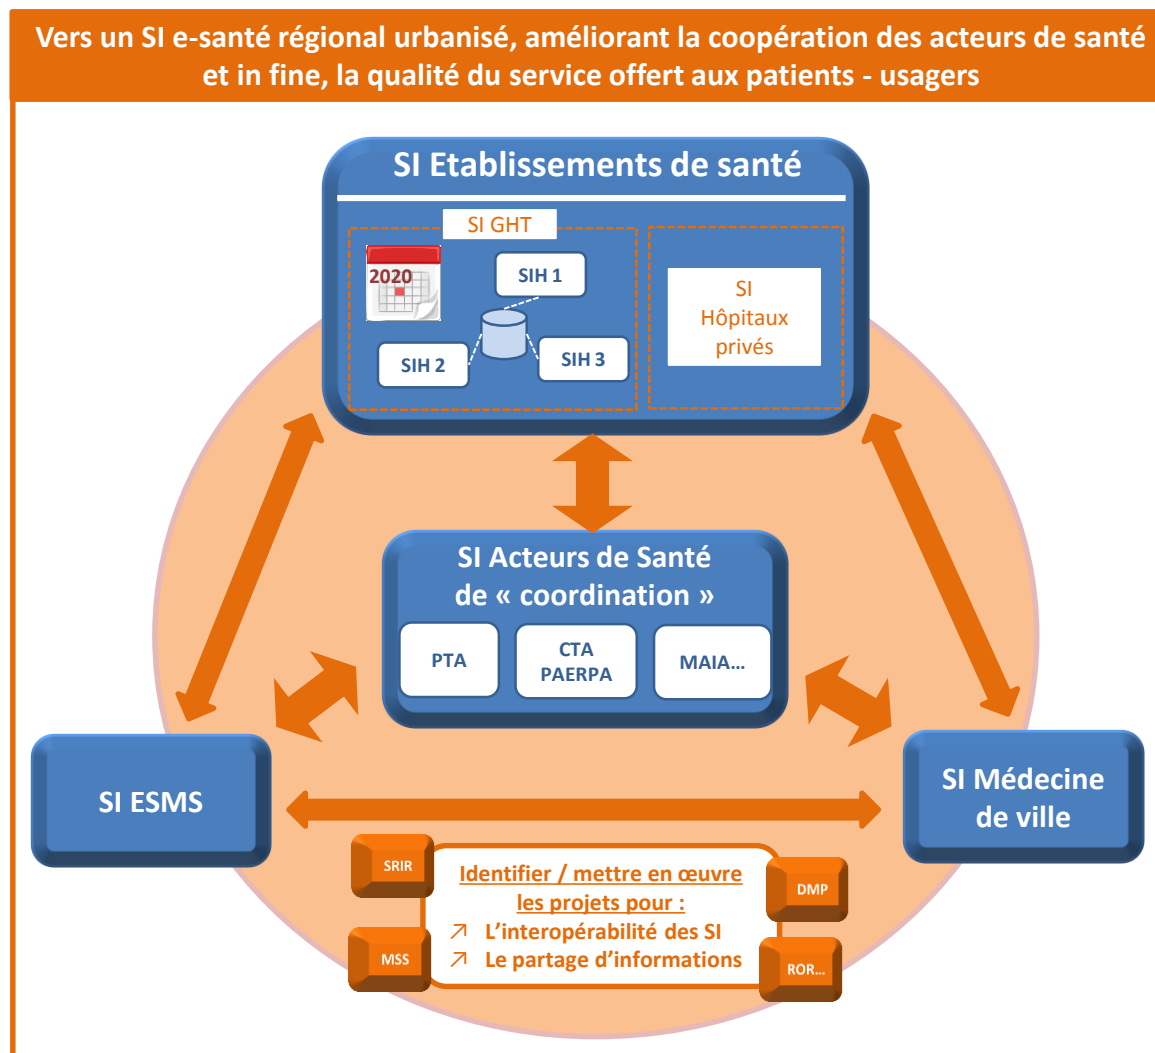 Vers un SI e-santé régional urbanisé, améliorant la coopération des acteurs de santé
et in fine, la qualité du service offert aux patients - usagers
SI Etablissements de santé
SI GHT
2020
SIH 1
SIH 2
SIH 3
SI
Hôpitaux
privés
SI Acteurs de Santé
de « coordination »
PTA
CTA
PAERPA
MAIA…
SI ESMS
SI Médecine
de ville
SRIR
MSS
Identifier / mettre en œuvre
les projets pour :
↗ L’interopérabilité des SI
↗ Le partage d’informations
DMP
ROR…